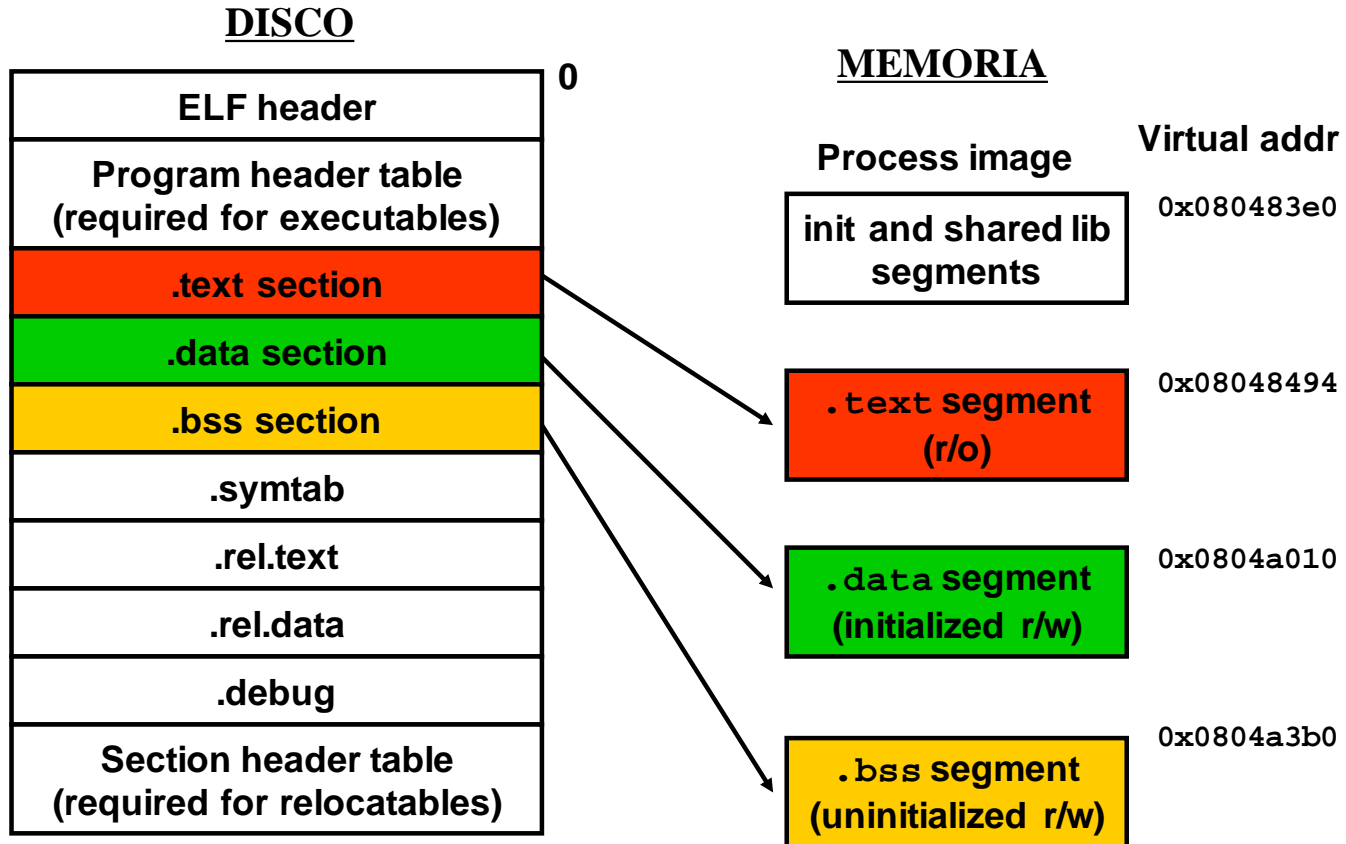 DISCO
0
ELF header
Program header table
(required for executables)
.text section
.data section
.bss section
.symtab
.rel.text
.rel.data
.debug
Section header table
(required for relocatables)
MEMORIA
Process image
Virtual addr
init and shared lib
segments
0x080483e0
.text segment
(r/o)
0x08048494
.data segment
(initialized r/w)
0x0804a010
.bss segment
(uninitialized r/w)
0x0804a3b0